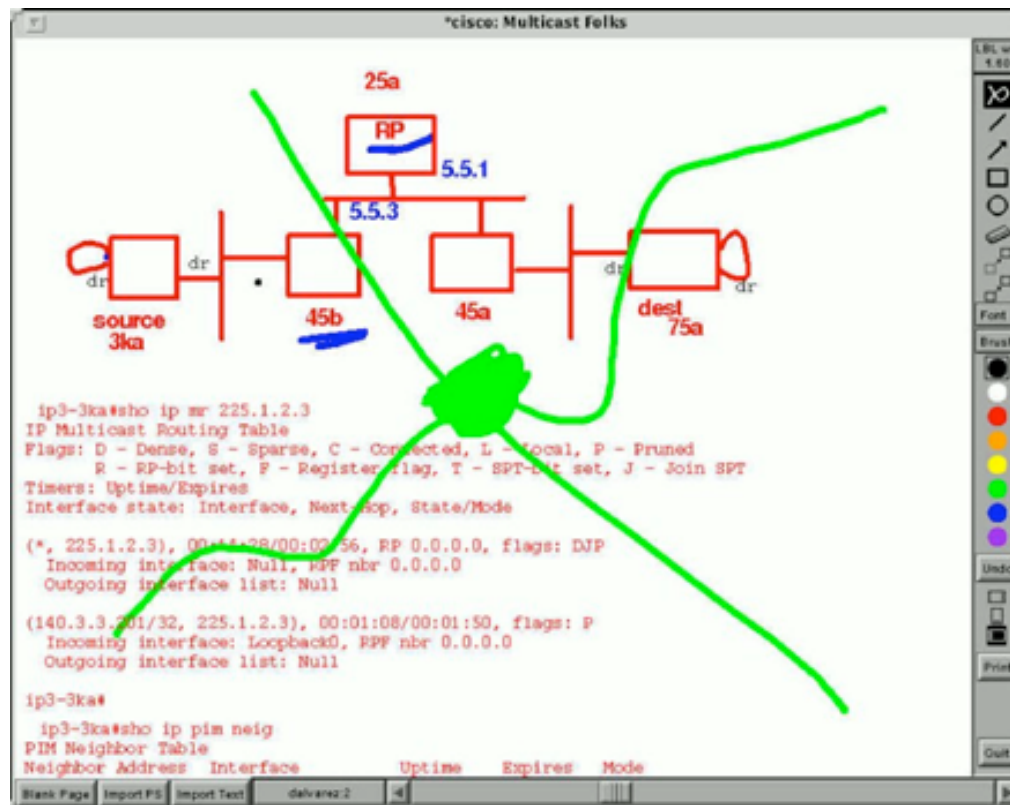 *cisco: Multicast Folks
LBL w
1.60
25a
RP
5.5.1
5.5.3
dr
dr
dr
dr
source
3ka
45b
45a
dest
75a
Font
Brush
ip3-3ka#sho ip mr 225.1.2.3
IP Multicast Routing Table
Flags: D - Dense, S - Sparse, C - Connected, L - Local, P - Pruned
R - RP-bit set, F - Register flag, T - SPT-bit set, J - Join SPT
Timers: Uptime/Expires
Interface state: Interface, Next-Hop, State/Mode
(*, 225.1.2.3), RP 0.0.0.0, flags: DJP
Incoming interface: Null, RPF nbr 0.0.0.0
Outgoing interface list: Null
(140.3.3.201/32, 225.1.2.3), 00:01:08/00:01:50, flags: P
Incoming interface: Loopback0, RPF nbr 0.0.0.0
Outgoing interface list: Null
ip3-3ka#
ip3-3ka#sho ip pim neig
PIM Neighbor Table
Neighbor Address Interface Uptime Expires Mode
Undo
Print
Quit
Blank Page Import PS Import Text dalvarez:2